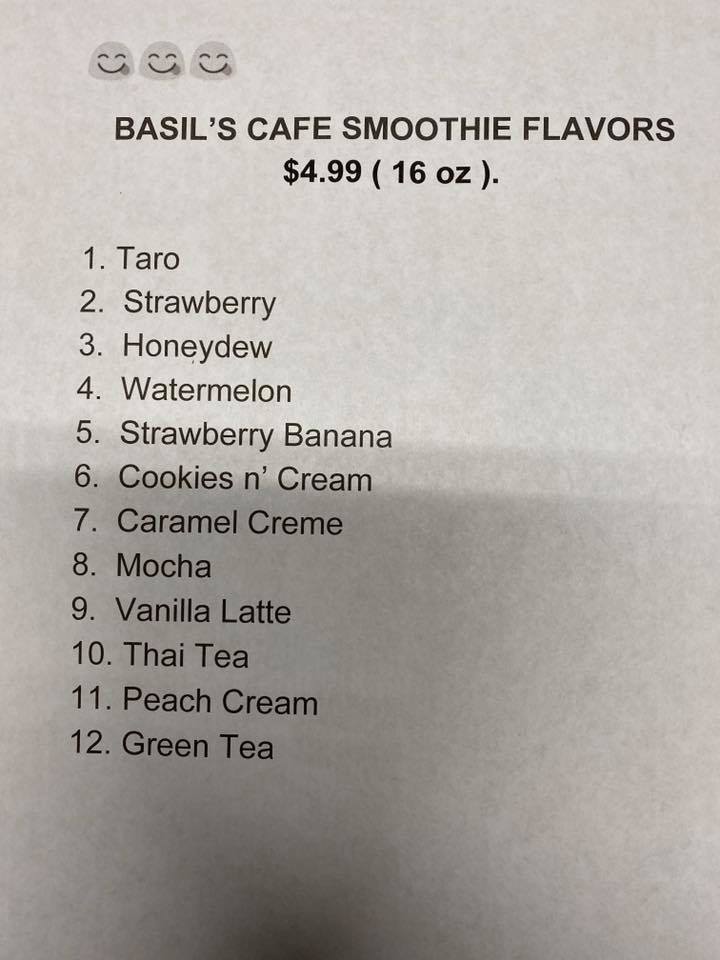 BASIL'S CAFE SMOOTHIE FLAVORS
$4.99 ( 16 oz ).
1. Taro
2. Strawberry
3. Honeydew
4. Watermelon
5. Strawberry Banana
6. Cookies n' Cream
7. Caramel Creme
8. Mocha
9. Vanilla Latte
10. Thai Tea
11. Peach Cream
12. Green Tea